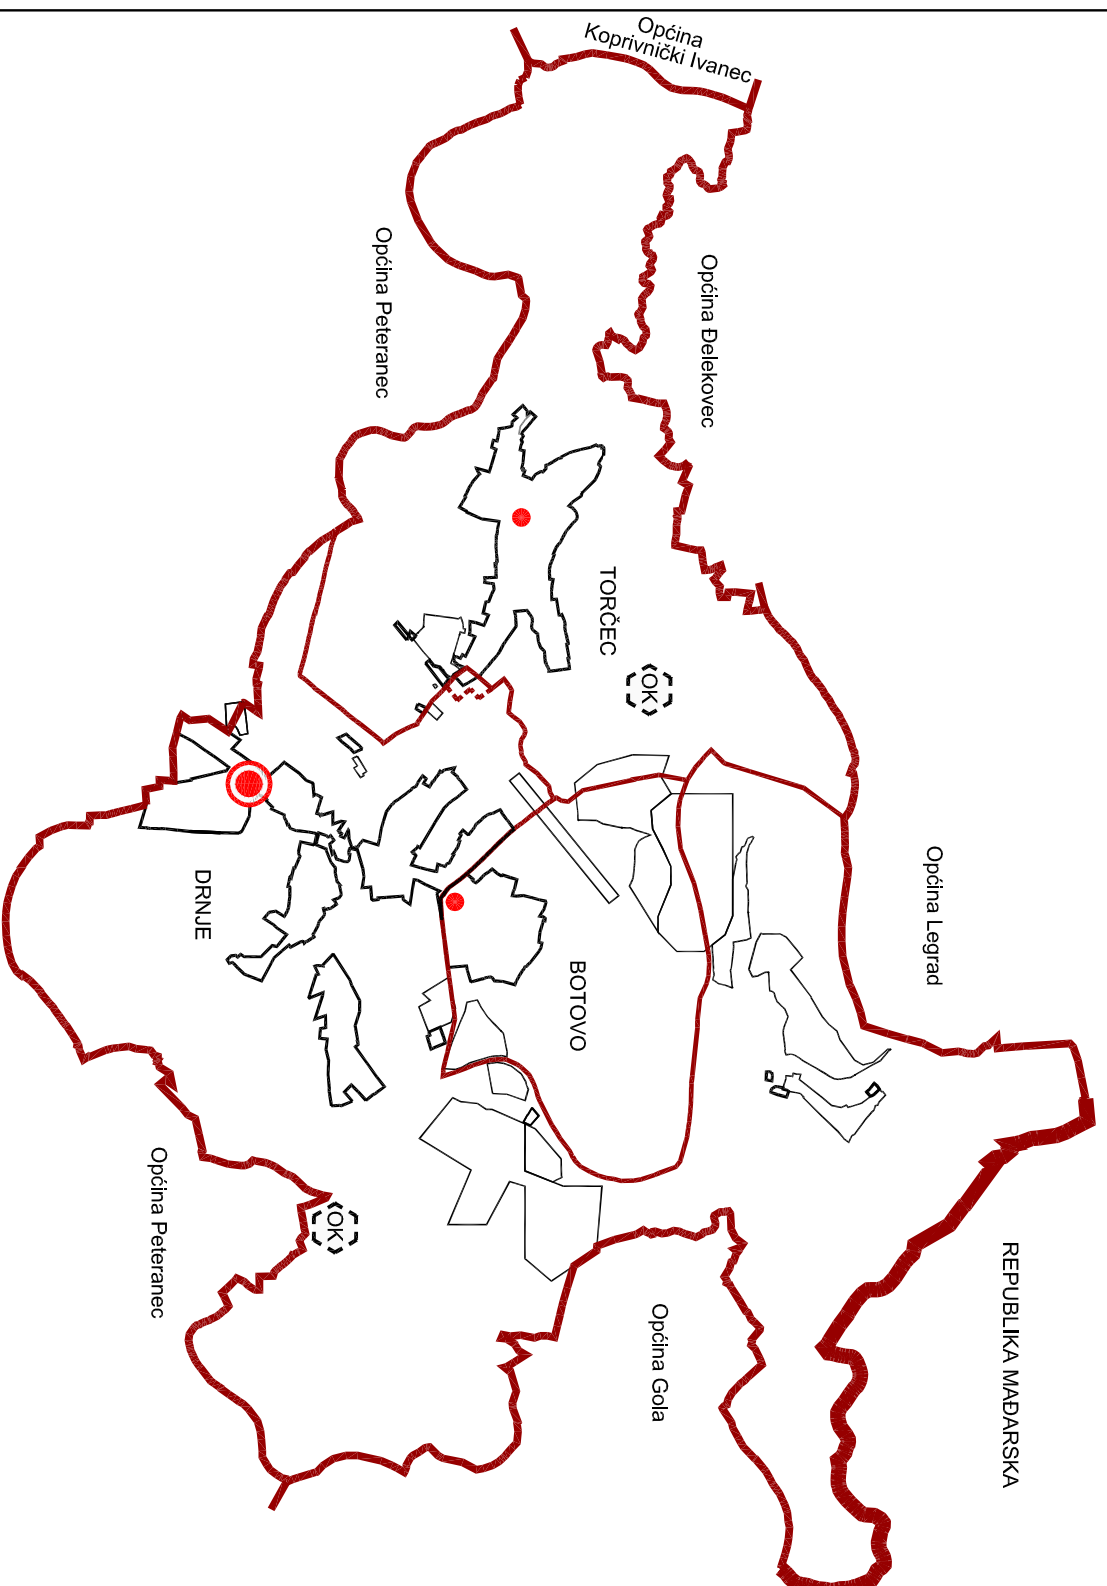 Općina
Koprivnički Ivanec
Općina Peteranec
Općina Đelekovec
TORČEC
OK
DRNJE
BOTOVO
Općina Legrad
Općina Peteranec
OK
Općina Gola
REPUBLIKA MAĐARSKA